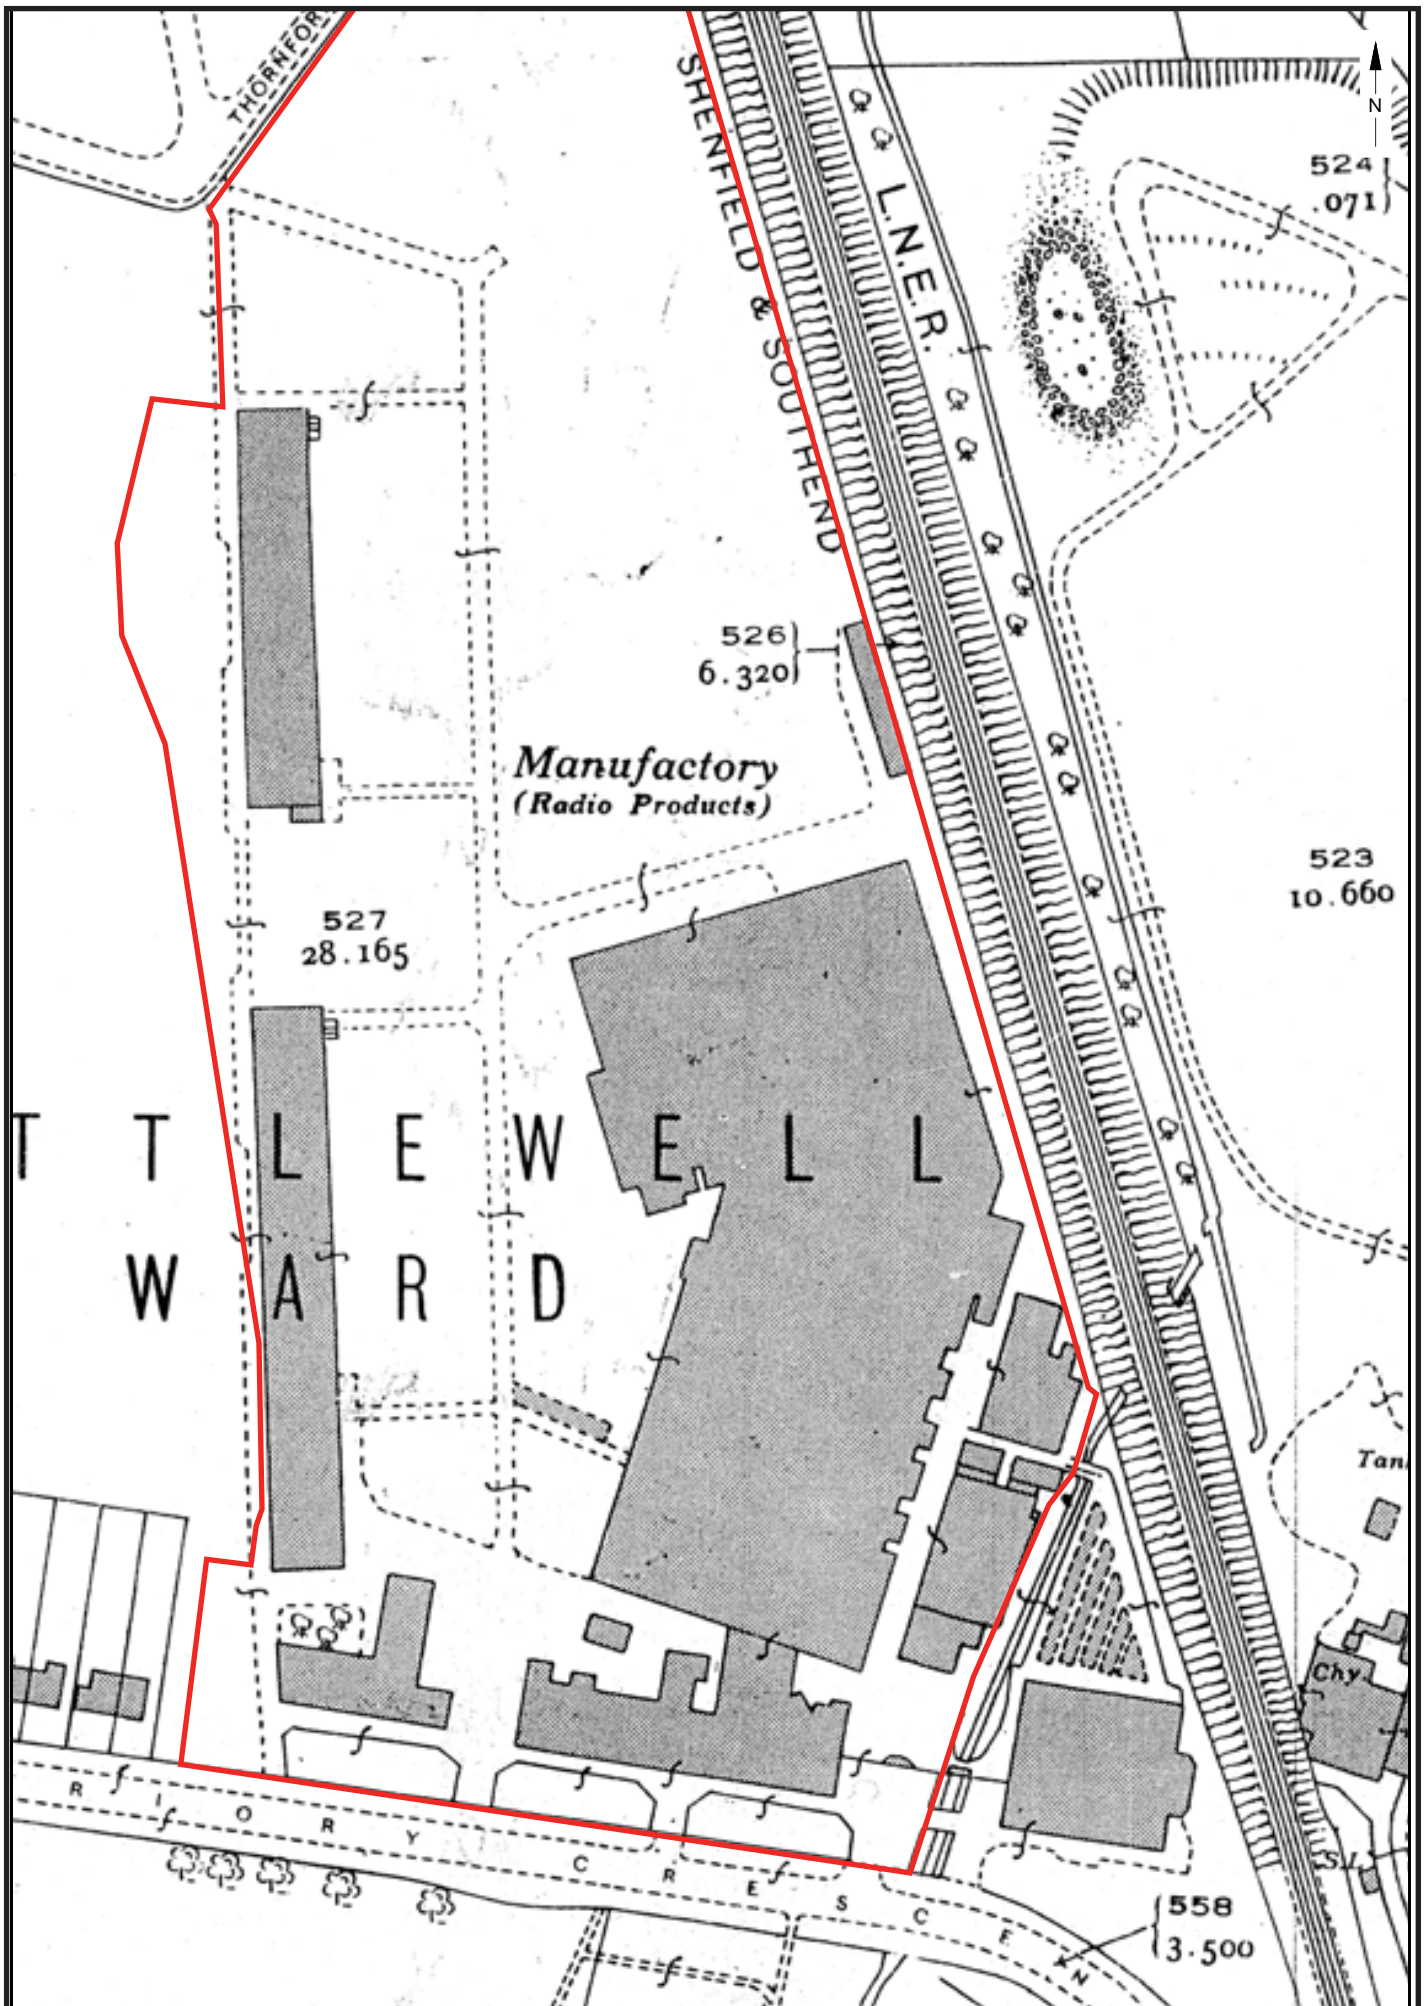 THORNFOR
SHENFIELD & SOUTHEND
L.N.E.R.
N
524
.071
526
6.320
Manufactory
(Radio Products)
523
10.660
527
28.165
T T L E W E L L
W A R D
Tan
Chy.
S.L.
R I O R Y C R E S C E N
558
3.500